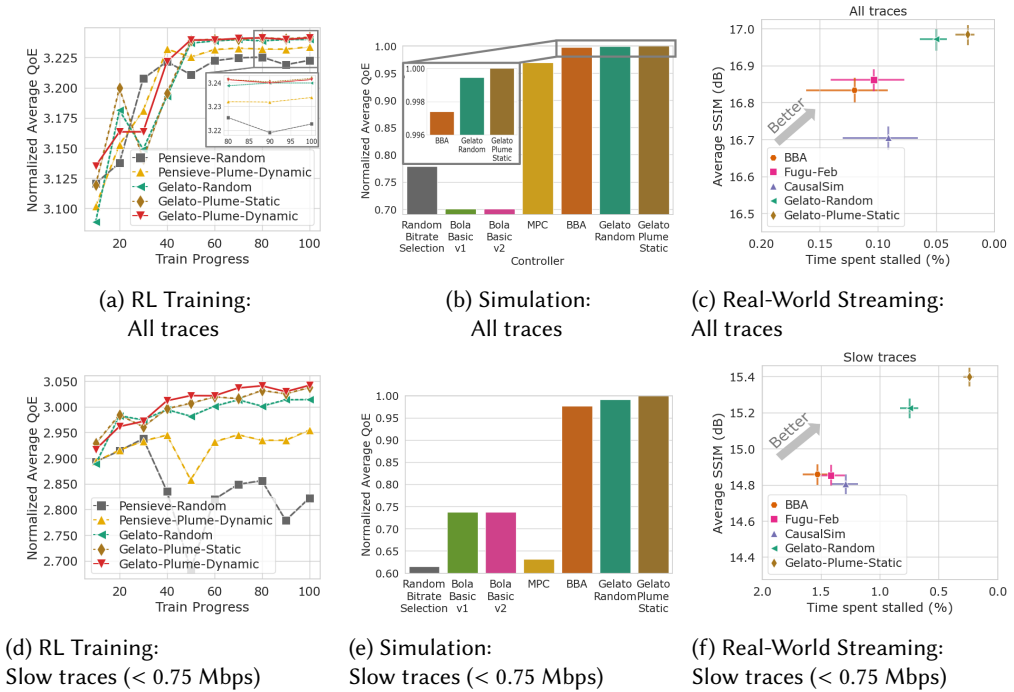 3.225
3.200
3.175
3.150
3.125
3.100
Normalized Average QoE
3.24
3.23
3.22
80
90
100
Pensieve-Random
Pensieve-Plume-Dynamic
Gelato-Random
Gelato-Plume-Static
Gelato-Plume-Dynamic
20
40
60
80
100
Train Progress
(a) RL Training:
All traces
1.00
0.95
0.90
0.85
0.80
0.75
0.70
Normalized Average QoE
1.000
0.998
0.996
BBA
Gelato
Random
Gelato
Plume
Static
Random
Bitrate
Selection
Bola
Basic
v1
Bola
Basic
v2
MPC
BBA
Gelato
Random
Gelato
Plume
Static
Controller
(b) Simulation:
All traces
All traces
17.0
16.9
16.8
16.7
16.6
16.5
Average SSIM (dB)
Better
BBA
Fugu-Feb
CausalSim
Gelato-Random
Gelato-Plume-Static
0.20
0.15
0.10
0.05
0.00
Time spent stalled (%)
(c) Real-World Streaming:
All traces
3.050
3.000
2.950
2.900
2.850
2.800
2.750
2.700
Normalized Average QoE
Pensieve-Random
Pensieve-Plume-Dynamic
Gelato-Random
Gelato-Plume-Static
Gelato-Plume-Dynamic
20
40
60
80
100
Train Progress
(d) RL Training:
Slow traces (< 0.75 Mbps)
1.00
0.95
0.90
0.85
0.80
0.75
0.70
0.65
0.60
Normalized Average QoE
Random
Bitrate
Selection
Bola
Basic
v1
Bola
Basic
v2
MPC
BBA
Gelato
Random
Gelato
Plume
Static
(e) Simulation:
Slow traces (< 0.75 Mbps)
Slow traces
15.4
15.2
15.0
14.8
14.6
14.4
Average SSIM (dB)
Better
BBA
Fugu-Feb
CausalSim
Gelato-Random
Gelato-Plume-Static
2.0
1.5
1.0
0.5
0.0
Time spent stalled (%)
(f) Real-World Streaming:
Slow traces (< 0.75 Mbps)